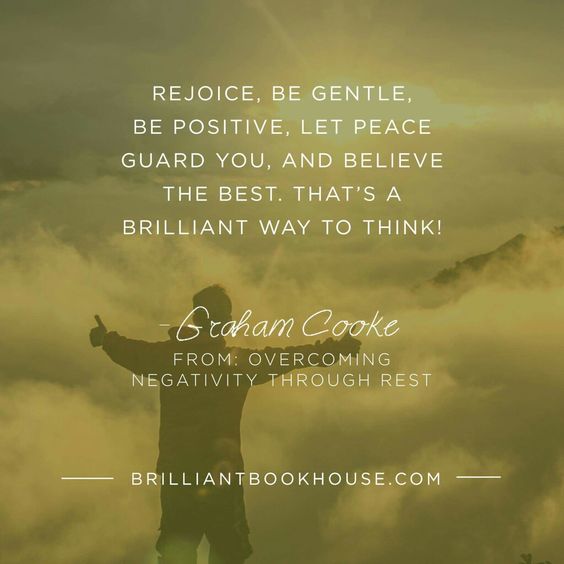 REJOICE, BE GENTLE,
BE POSITIVE, LET PEACE
GUARD YOU, AND BELIEVE
THE BEST. THAT'S A
BRILLIANT WAY TO THINK!
- Graham Cooke
FROM: OVERCOMING
NEGATIVITY THROUGH REST
BRILLIANTBOOKHOUSE.COM